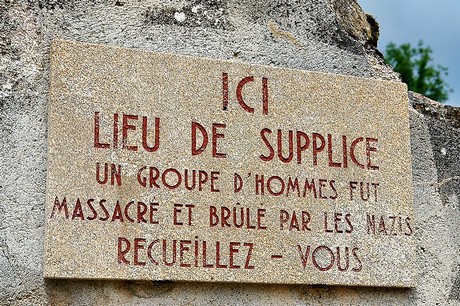 ICI
LIEU DE SUPPLICE
UN GROUPE D'HOMMES FUT
MASSACRÉ ET BRÛLÉ PAR LES NAZIS.
RECUEILLEZ - VOUS